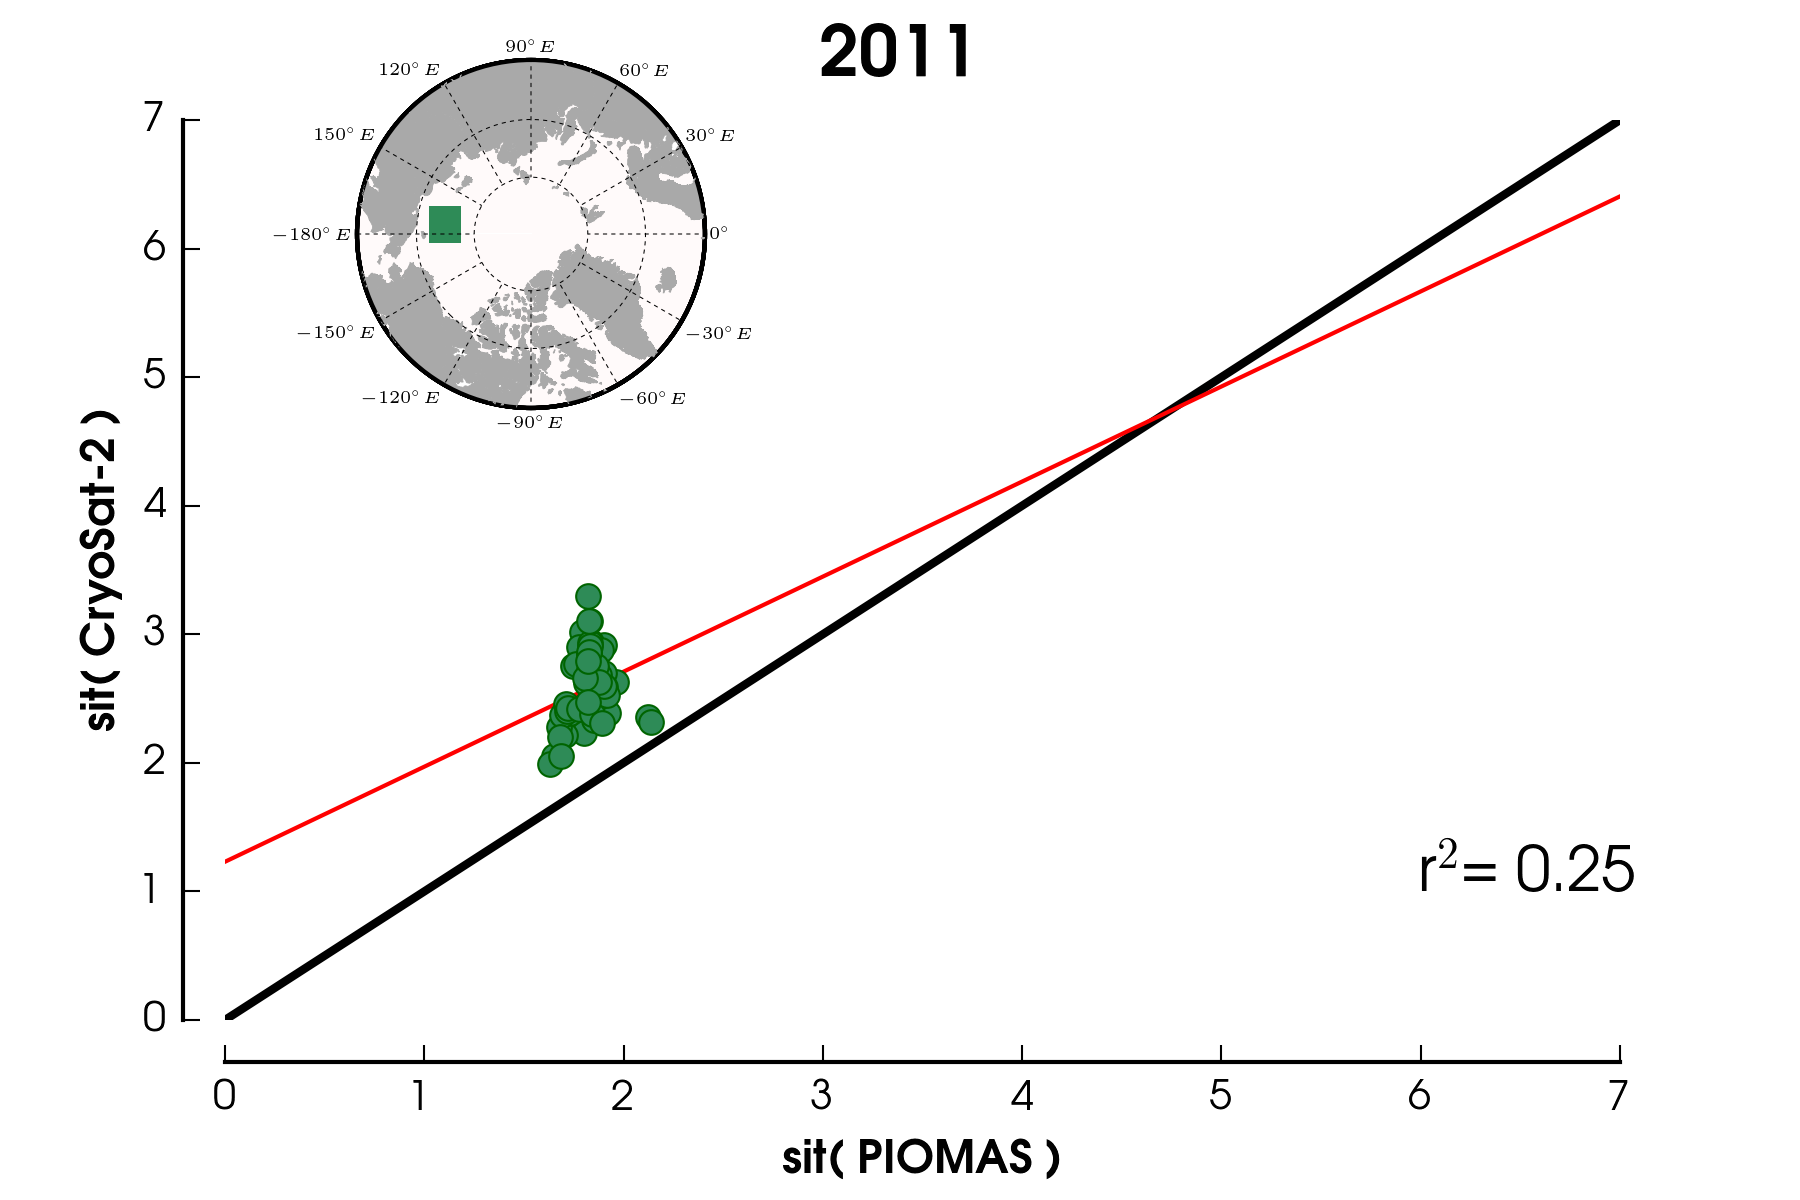 2011
90° E
120° E
60° E
150° E
30° E
−180° E
0°
−150° E
−30° E
−120° E
−60° E
−90° E
7
6
5
4
3
2
1
0
sit( CryoSat-2 )
r²= 0.25
0 1 2 3 4 5 6 7
sit( PIOMAS )